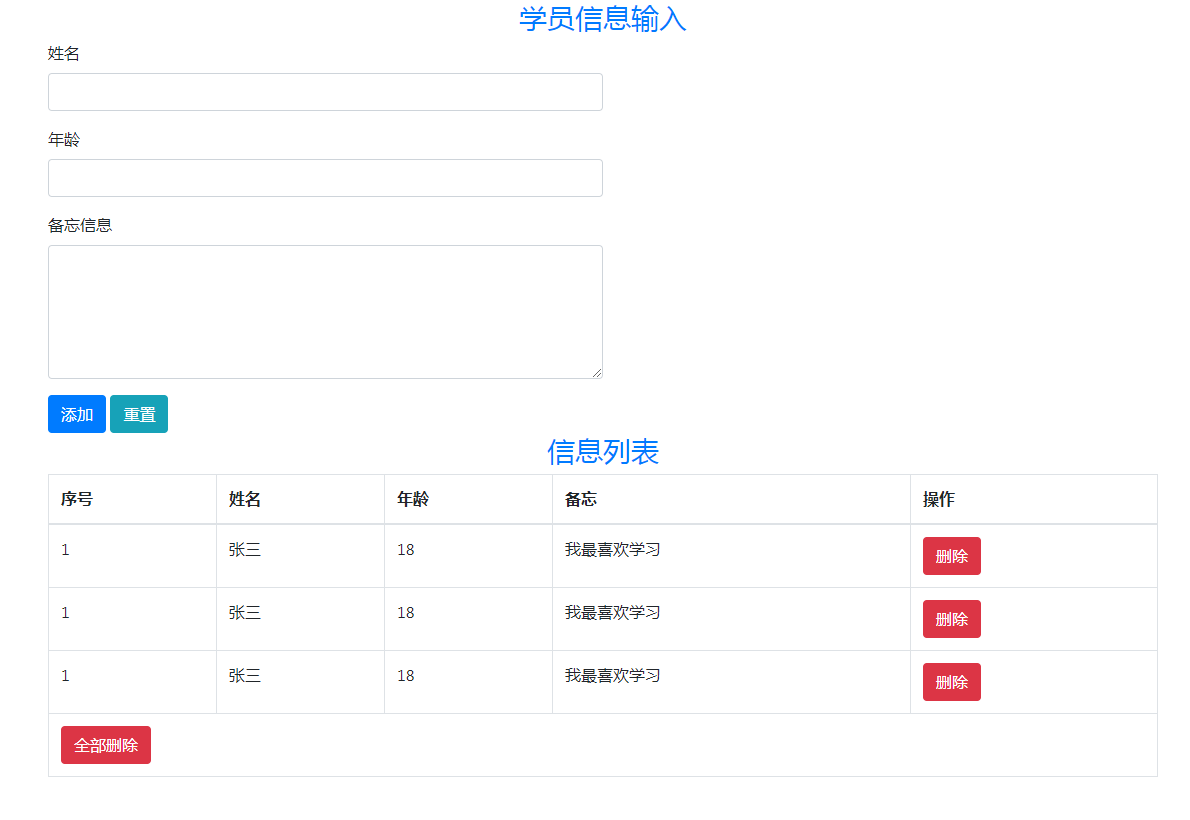 学员信息输入
姓名
年龄
备忘信息
添加 重置
信息列表
序号 姓名 年龄 备忘 操作
1 张三 18 我最喜欢学习 删除
1 张三 18 我最喜欢学习 删除
1 张三 18 我最喜欢学习 删除
全部删除